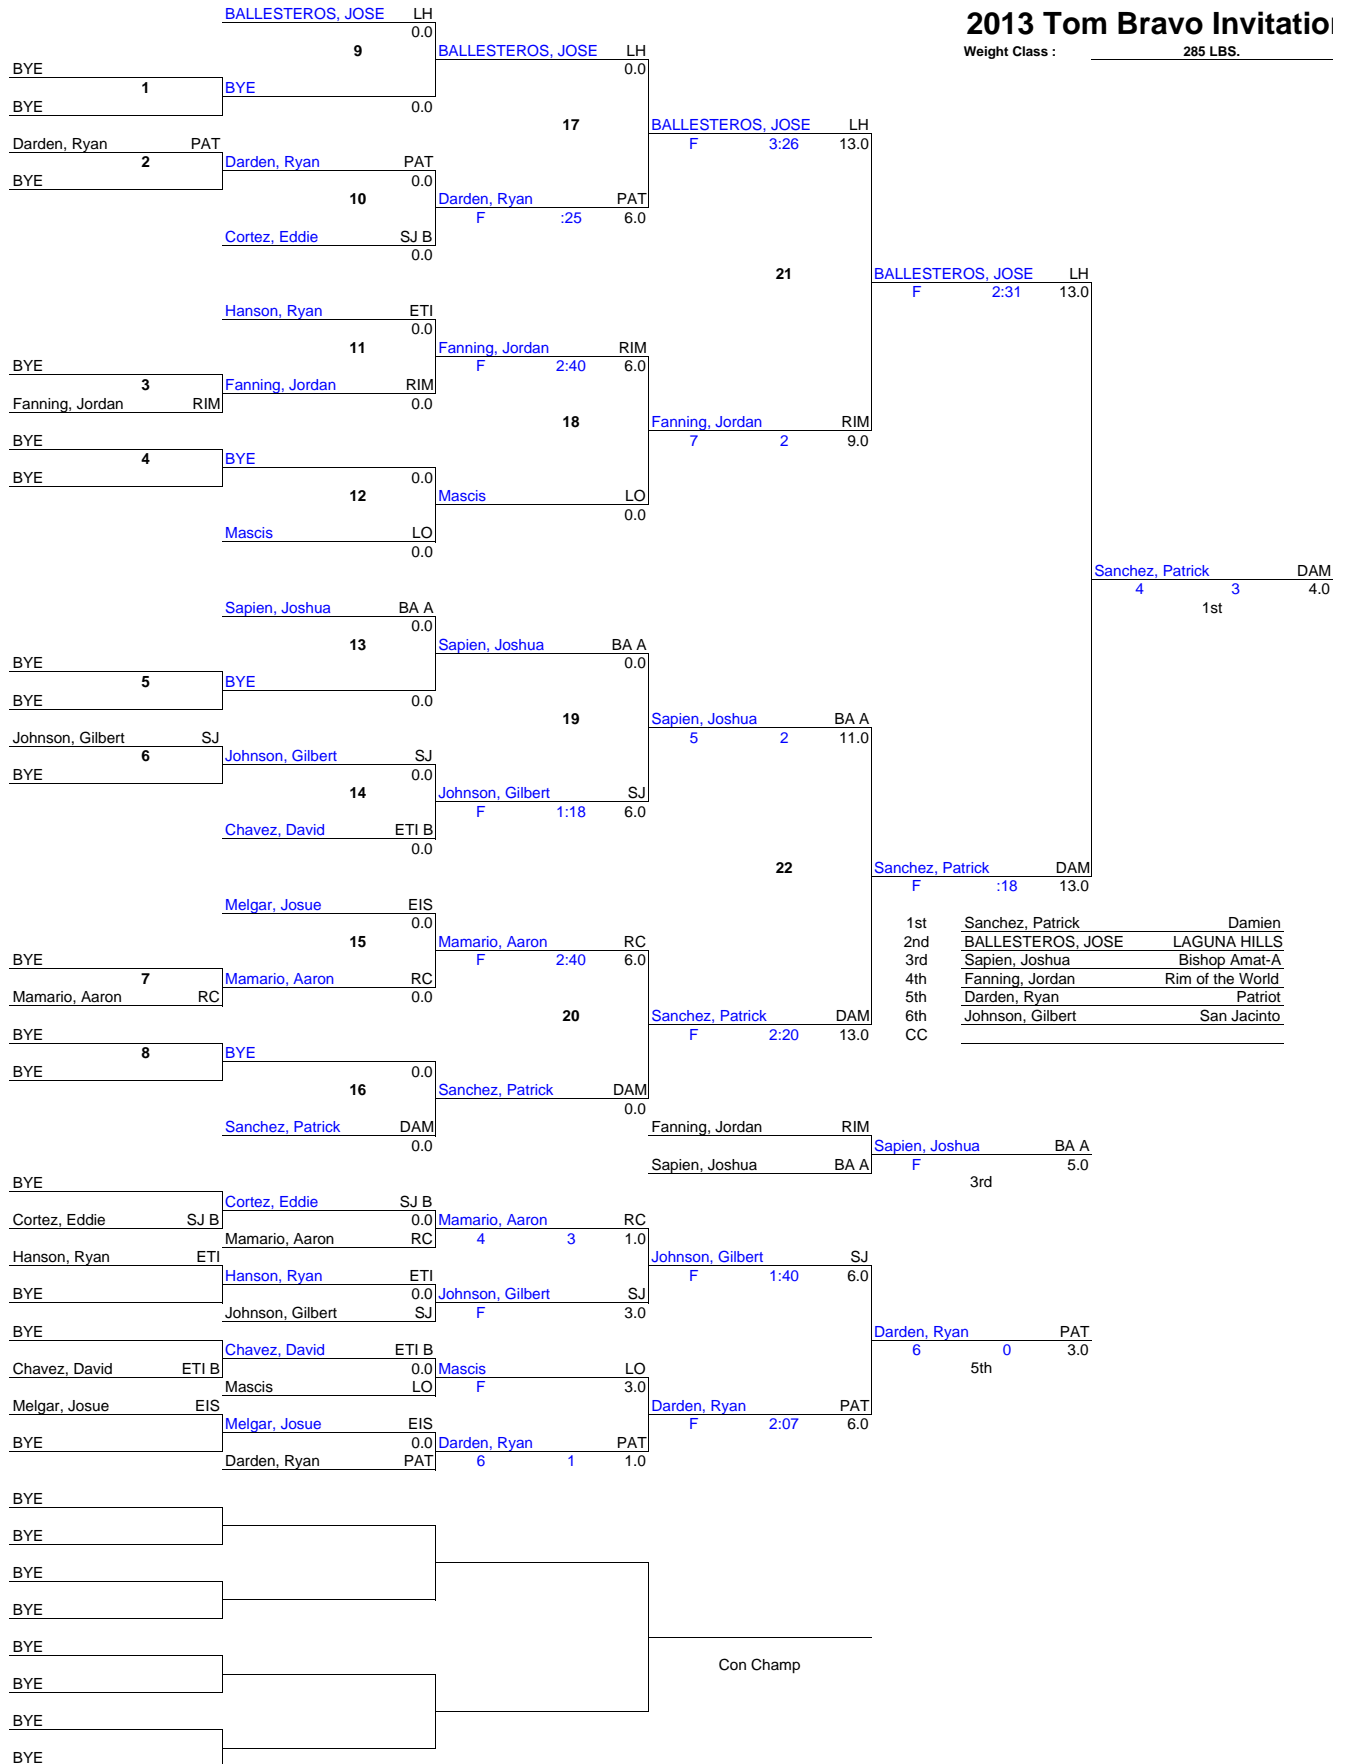 BALLESTEROS, JOSE LH
2013 Tom Bravo Invitatio
0.0
9 BALLESTEROS, JOSE LH
Weight Class : 285 LBS.
BYE 0.0
1 BYE
BYE 0.0
17 BALLESTEROS, JOSE LH
Darden, Ryan PAT F 3:26 13.0
2 Darden, Ryan PAT
BYE 0.0
10 Darden, Ryan PAT
F :25 6.0
Cortez, Eddie SJ B
0.0
21 BALLESTEROS, JOSE LH
F 2:31 13.0
Hanson, Ryan ETI
0.0
11 Fanning, Jordan RIM
BYE F 2:40 6.0
3 Fanning, Jordan RIM
Fanning, Jordan RIM 0.0
18 Fanning, Jordan RIM
BYE 7 2 9.0
4 BYE
BYE 0.0
12 Mascis LO
0.0
Mascis LO
0.0
Sanchez, Patrick DAM
4 3 4.0
1st
Sapien, Joshua BA A
0.0
13 Sapien, Joshua BA A
BYE 0.0
5 BYE
BYE 0.0
19 Sapien, Joshua BA A
Johnson, Gilbert SJ 5 2 11.0
6 Johnson, Gilbert SJ
BYE 0.0
14 Johnson, Gilbert SJ
F 1:18 6.0
Chavez, David ETI B
0.0
22 Sanchez, Patrick DAM
F :18 13.0
Melgar, Josue EIS
0.0
1st Sanchez, Patrick Damien
15 Mamario, Aaron RC
2nd BALLESTEROS, JOSE LAGUNA HILLS
BYE F 2:40 6.0
3rd Sapien, Joshua Bishop Amat-A
7 Mamario, Aaron RC
4th Fanning, Jordan Rim of the World
Mamario, Aaron RC 0.0
5th Darden, Ryan Patriot
20 Sanchez, Patrick DAM
6th Johnson, Gilbert San Jacinto
BYE F 2:20 13.0
CC
8 BYE
BYE 0.0
16 Sanchez, Patrick DAM
0.0
Sanchez, Patrick DAM
Fanning, Jordan RIM
0.0
Sapien, Joshua BA A
Sapien, Joshua BA A
F 5.0
3rd
BYE
Cortez, Eddie SJ B
Cortez, Eddie SJ B 0.0 Mamario, Aaron RC
Mamario, Aaron RC 4 3 1.0
Hanson, Ryan ETI Johnson, Gilbert SJ
Hanson, Ryan ETI F 1:40 6.0
BYE 0.0 Johnson, Gilbert SJ
Johnson, Gilbert SJ F 3.0
BYE Darden, Ryan PAT
Chavez, David ETI B 6 0 3.0
Chavez, David ETI B 0.0 Mascis LO 5th
Mascis LO F 3.0
Melgar, Josue EIS Darden, Ryan PAT
Melgar, Josue EIS F 2:07 6.0
BYE 0.0 Darden, Ryan PAT
Darden, Ryan PAT 6 1 1.0
BYE
BYE
BYE
BYE
BYE
Con Champ
BYE
BYE
BYE